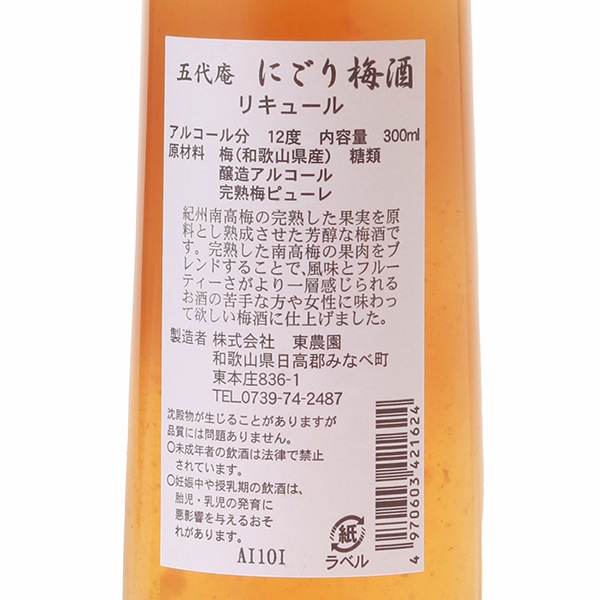 五代庵 にごり梅酒
リキュール
アルコール分 12度 内容量 300ml
原材料 梅(和歌山県産) 糖類
醸造アルコール
完熟梅ピューレ
紀州南高梅の完熟した果実を原
料とし熟成させた芳醇な梅酒で
す。完熟した南高梅の果肉をブ
レンドすることで、風味とフルー
ティーさがより一層感じられる
お酒の苦手な方や女性に味わっ
て欲しい梅酒に仕上げました。
製造者 株式会社 東農園
和歌山県日高郡みなべ町
東本庄836-1
TEL.0739-74-2487
沈殿物が生じることがありますが
品質には問題ありません。
○未成年者の飲酒は法律で禁止
されています。
○妊娠中や授乳期の飲酒は、
胎児・乳児の発育に
悪影響を与えるおそ
れがあります。
AI10I
紙
ラベル
4970603421624